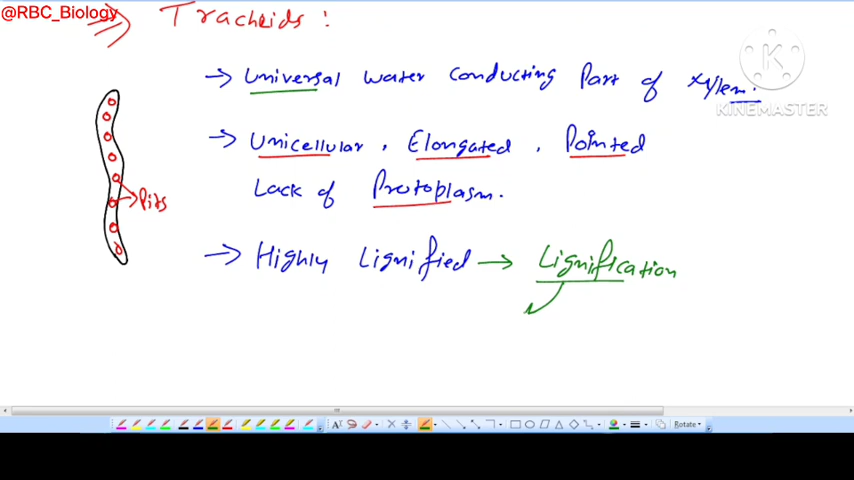 @RBC_Biology
Tracheids :
→ Universal water conducting Part of xylem.
KINEMASTER
→ Unicellular, Elongated, Pointed
Lack of Protoplasm.
Pits
→ Highly Lignified → Lignification
Rotate